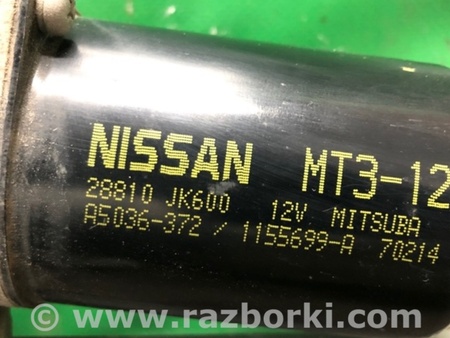 NISSAN MT3-12
28810 JK600 12V MITSUBA
A5036-372 / 1155699-A 70214
© www.razborki.com